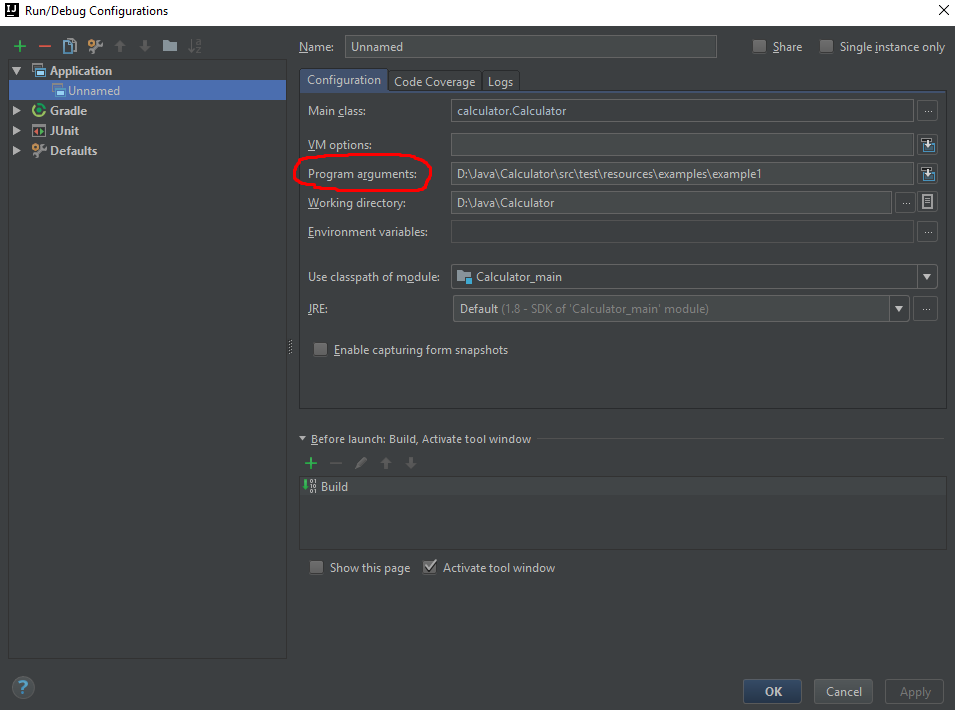 Run/Debug Configurations
Name: Unnamed Share Single instance only
Application
Unnamed
Gradle
JUnit
Defaults
Configuration Code Coverage Logs
Main class: calculator.Calculator ...
VM options:
Program arguments: D:\Java\Calculator\src\test\resources\examples\example1
Working directory: D:\Java\Calculator ...
Environment variables: ...
Use classpath of module: Calculator_main
JRE: Default (1.8 - SDK of 'Calculator_main' module) ...
Enable capturing form snapshots
Before launch: Build, Activate tool window
Build
Show this page Activate tool window
? OK Cancel Apply